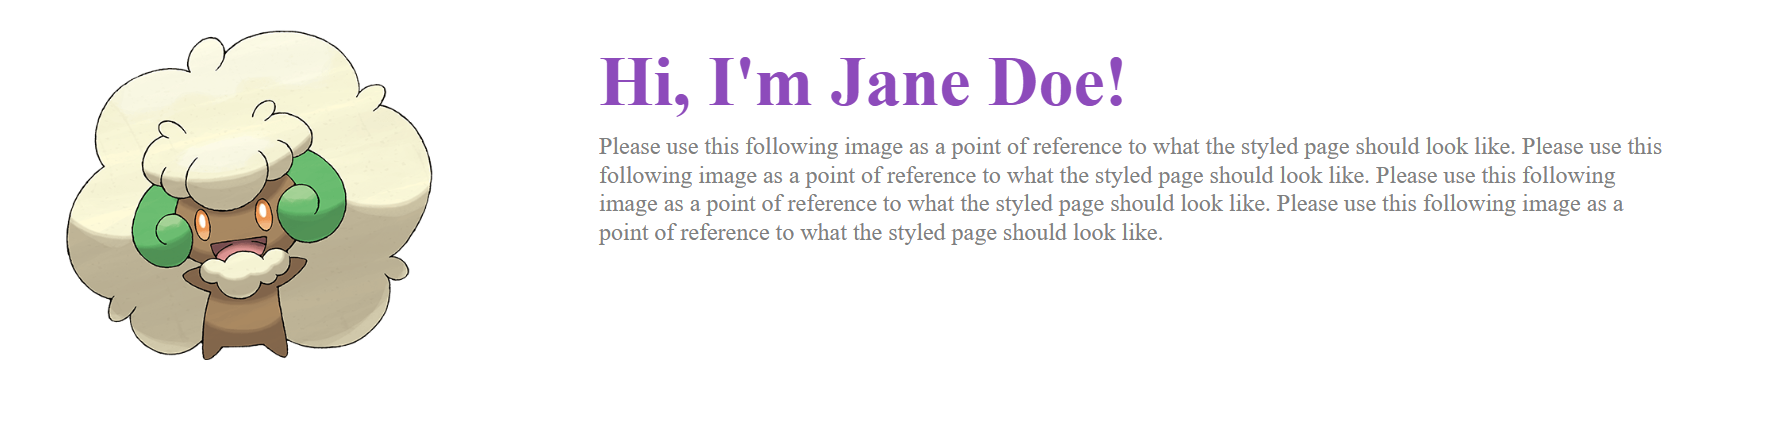 Hi, I'm Jane Doe!
Please use this following image as a point of reference to what the styled page should look like. Please use this
following image as a point of reference to what the styled page should look like. Please use this following
image as a point of reference to what the styled page should look like. Please use this following image as a
point of reference to what the styled page should look like.